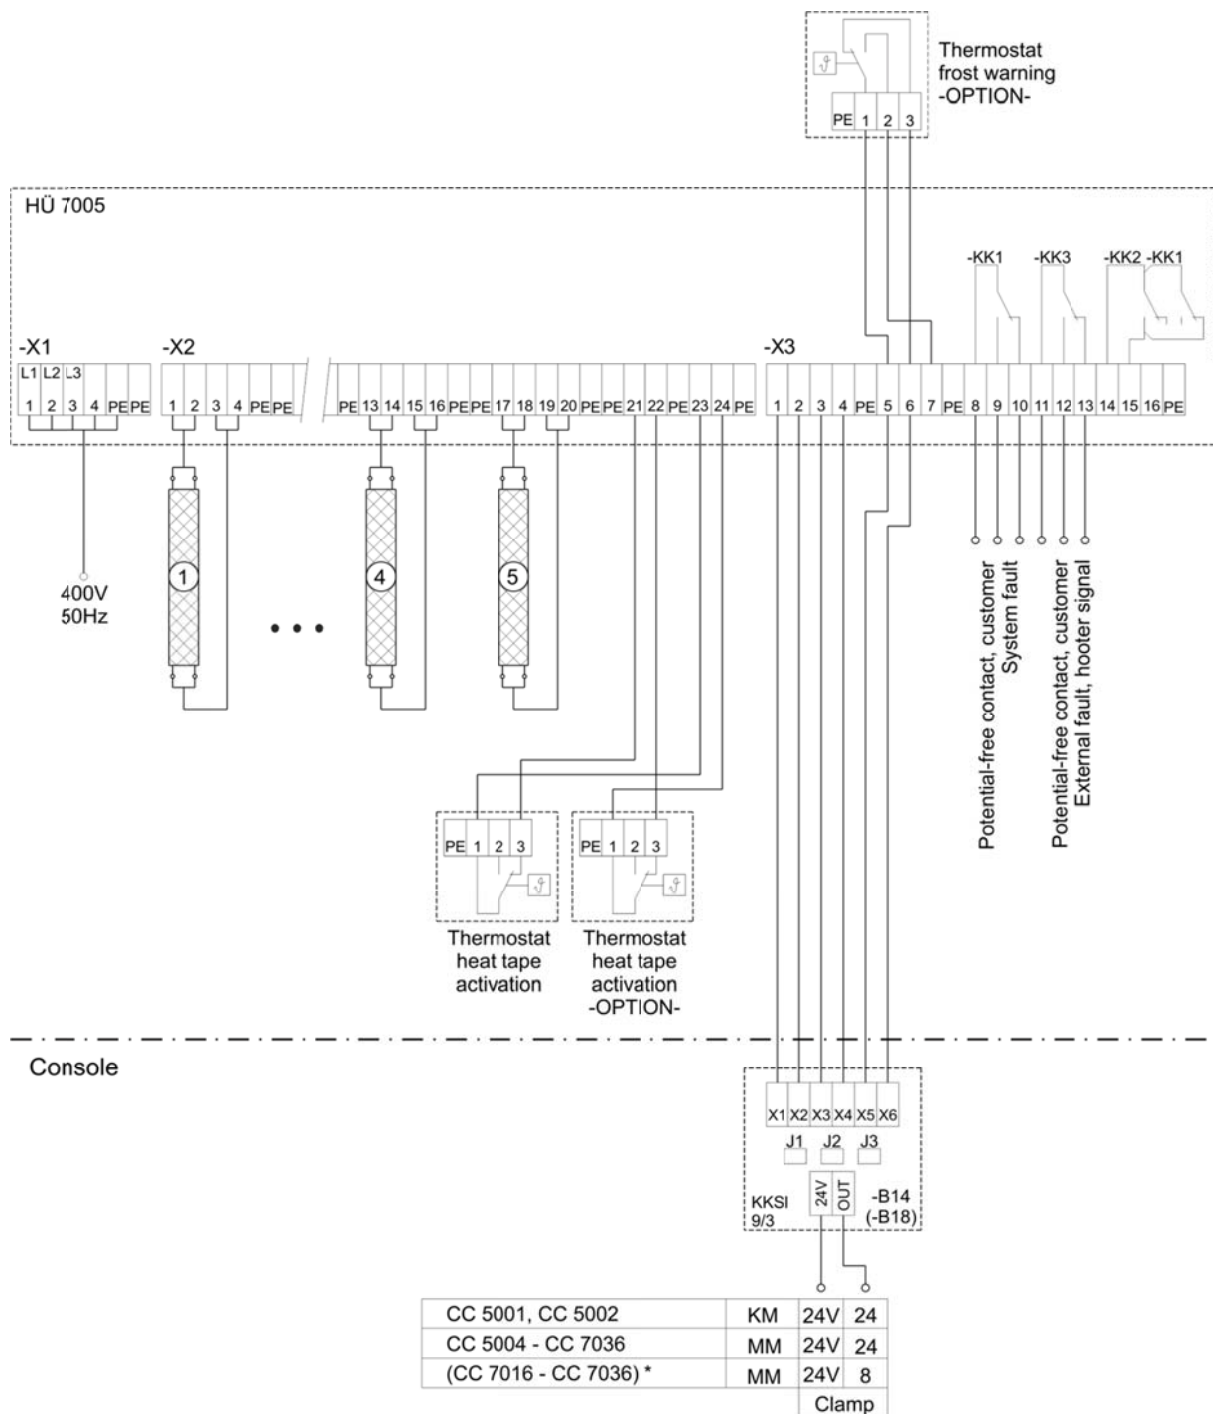 Thermostat
frost warning
-OPTION-
ϑ
PE 1 2 3
HÜ 7005
-KK1 -KK3 -KK2 -KK1
-X1 -X2 -X3
L1 L2 L3
1 2 3 4 PE PE 1 2 3 4 PE PE PE 13 14 15 16 PE PE 17 18 19 20 PE PE 21 22 PE 23 24 PE 1 2 3 4 PE 5 6 7 PE 8 9 10 11 12 13 14 15 16 PE
1 4 5
400V
50Hz
• • •
Potential-free contact, customer
System fault
Potential-free contact, customer
External fault, hooter signal
PE 1 2 3 PE 1 2 3
ϑ ϑ
Thermostat
heat tape
activation
Thermostat
heat tape
activation
-OPTION-
Console
X1 X2 X3 X4 X5 X6
J1 J2 J3
KKSI
9/3
24V OUT
-B14
(-B18)
CC 5001, CC 5002 KM 24V 24
CC 5004 - CC 7036 MM 24V 24
(CC 7016 - CC 7036) * MM 24V 8
Clamp